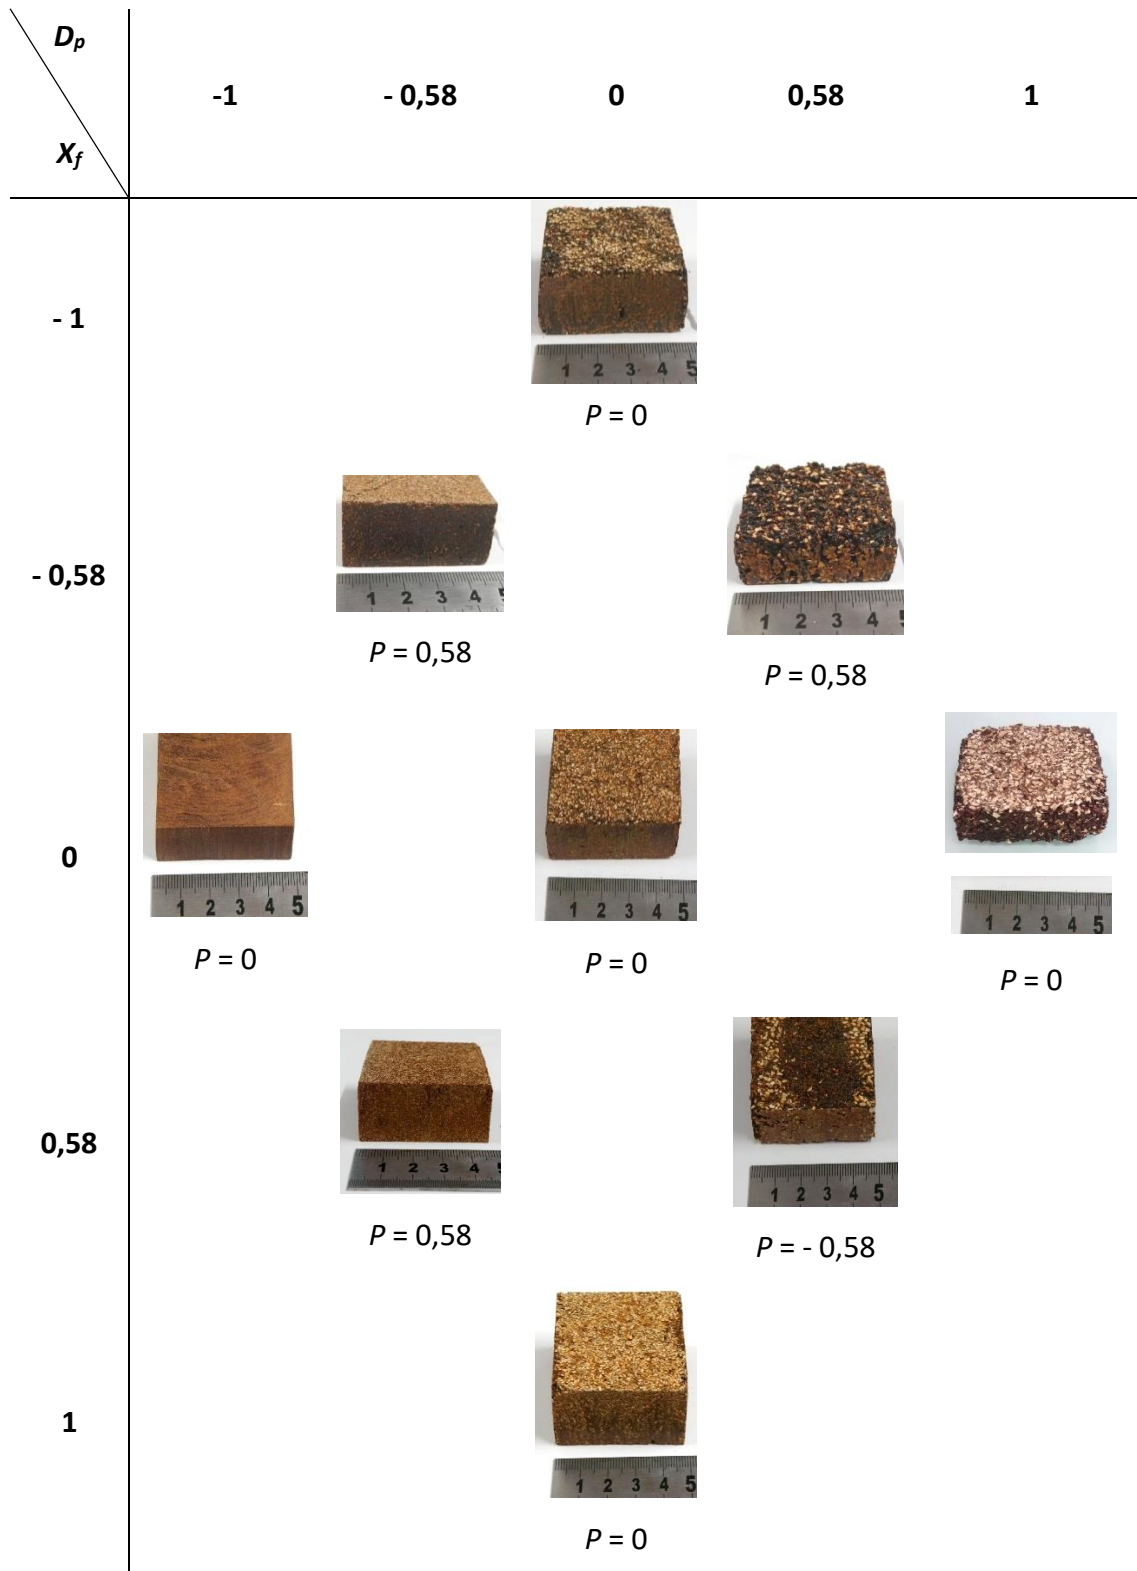 Dp
Xf
-1
- 0,58
0
0,58
1
- 1
1 2 3 4 5
P = 0
- 0,58
1 2 3 4 5
P = 0,58
1 2 3 4 5
P = 0,58
0
1 2 3 4 5
P = 0
1 2 3 4 5
P = 0
1 2 3 4 5
P = 0
0,58
1 2 3 4
P = 0,58
1 2 3 4 5
P = - 0,58
1
1 2 3 4 5
P = 0